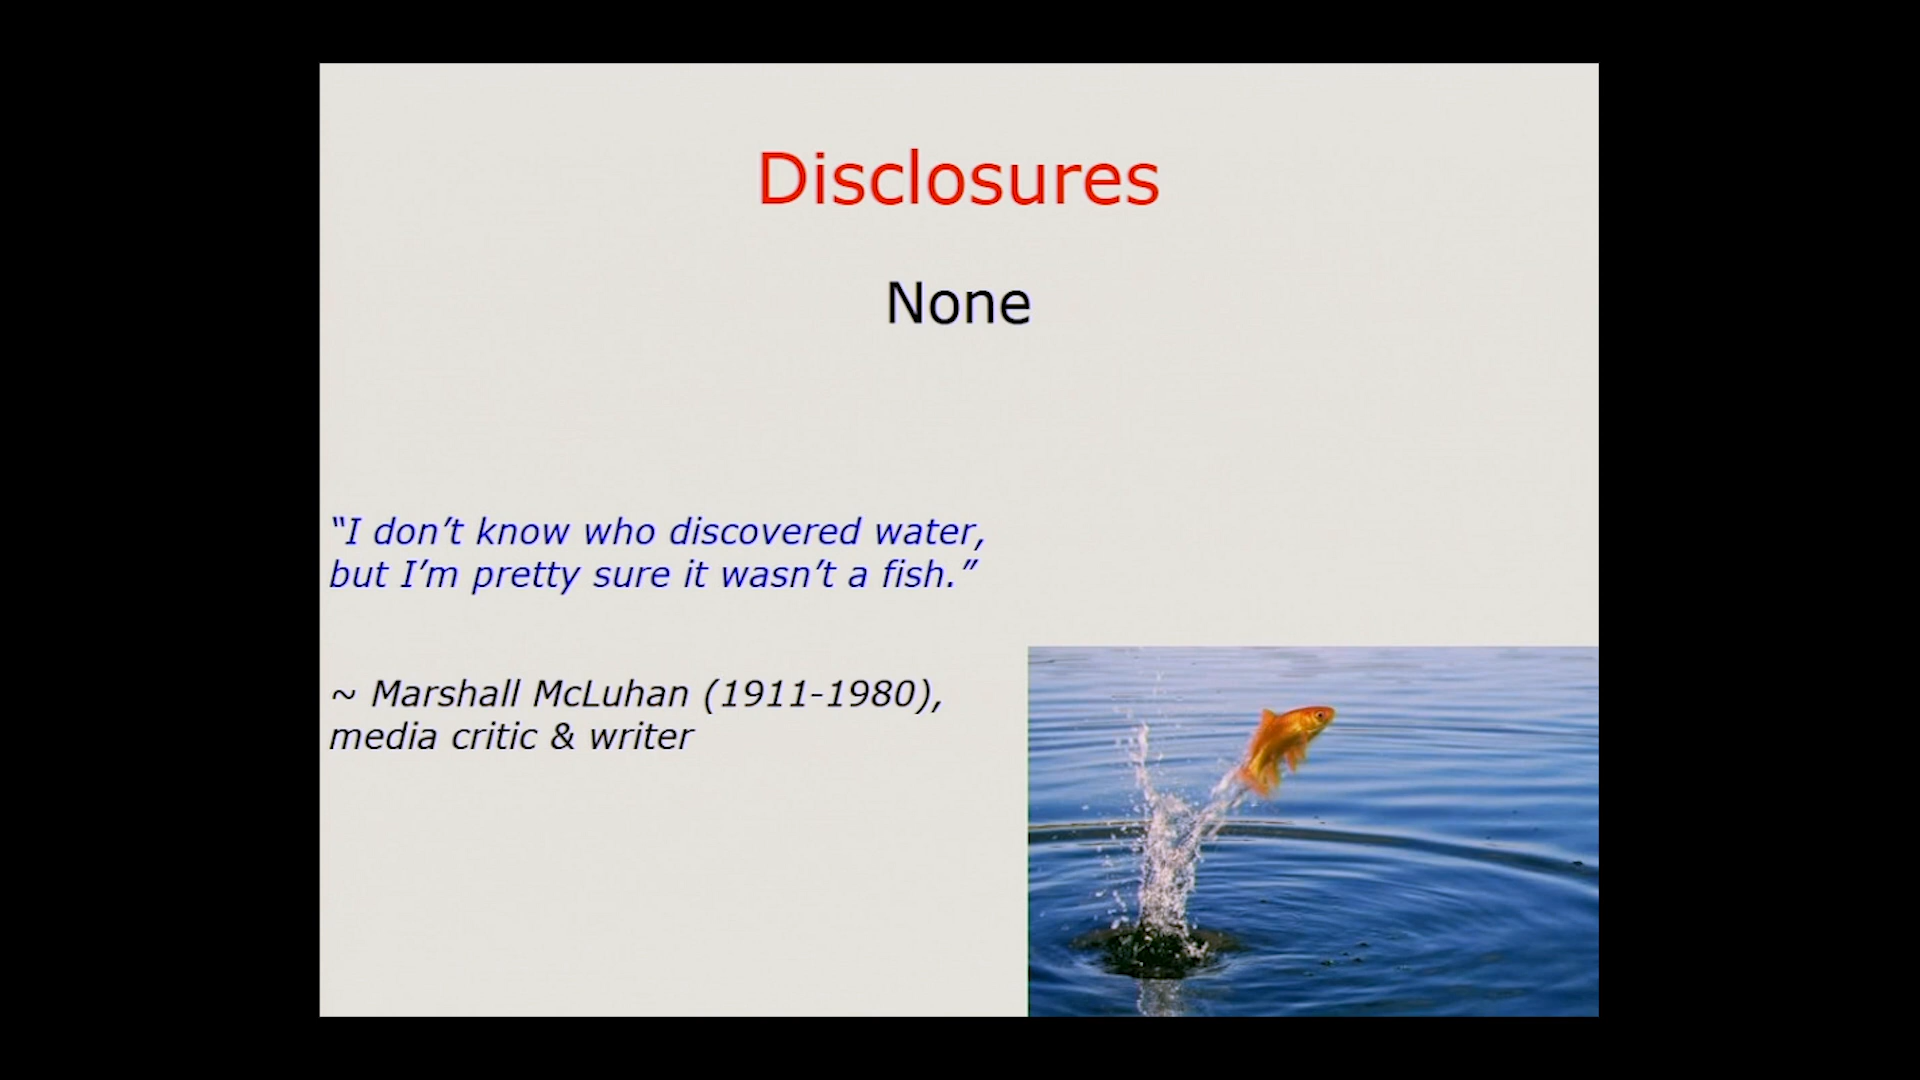 Disclosures
None
“I don’t know who discovered water,
but I’m pretty sure it wasn’t a fish.”
~ Marshall McLuhan (1911-1980),
media critic & writer